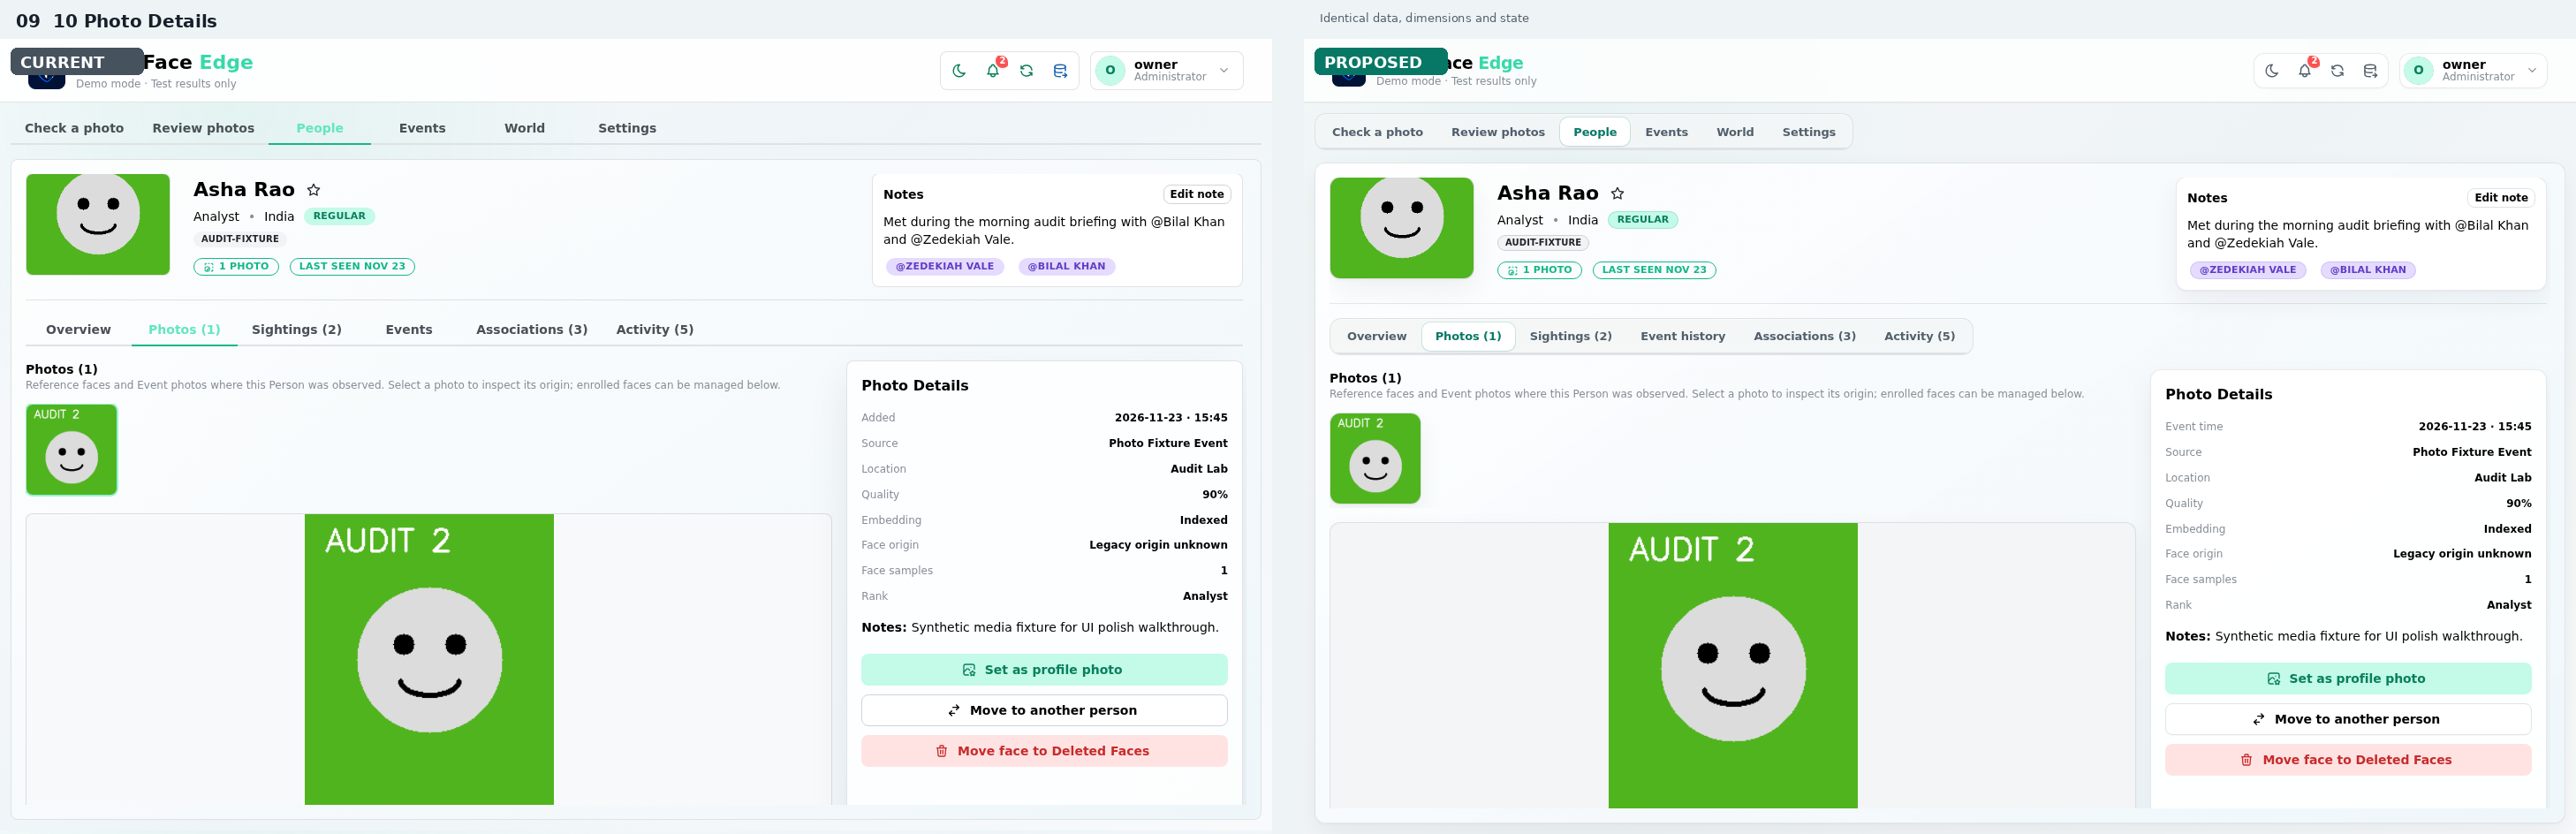 09 10 Photo Details
CURRENT
Face Edge
Demo mode · Test results only
2
O
owner
Administrator
Check a photo
Review photos
People
Events
World
Settings
Asha Rao
Analyst • India REGULAR
AUDIT-FIXTURE
1 PHOTO
LAST SEEN NOV 23
Notes
Edit note
Met during the morning audit briefing with @Bilal Khan
and @Zedekiah Vale.
@ZEDEKIAH VALE
@BILAL KHAN
Overview
Photos (1)
Sightings (2)
Events
Associations (3)
Activity (5)
Photos (1)
Reference faces and Event photos where this Person was observed. Select a photo to inspect its origin; enrolled faces can be managed below.
AUDIT 2
AUDIT 2
Photo Details
Added 2026-11-23 · 15:45
Source Photo Fixture Event
Location Audit Lab
Quality 90%
Embedding Indexed
Face origin Legacy origin unknown
Face samples 1
Rank Analyst
Notes: Synthetic media fixture for UI polish walkthrough.
Set as profile photo
Move to another person
Move face to Deleted Faces
Identical data, dimensions and state
PROPOSED
ace Edge
Demo mode · Test results only
2
O
owner
Administrator
Check a photo
Review photos
People
Events
World
Settings
Asha Rao
Analyst • India REGULAR
AUDIT-FIXTURE
1 PHOTO
LAST SEEN NOV 23
Notes
Edit note
Met during the morning audit briefing with @Bilal Khan
and @Zedekiah Vale.
@ZEDEKIAH VALE
@BILAL KHAN
Overview
Photos (1)
Sightings (2)
Event history
Associations (3)
Activity (5)
Photos (1)
Reference faces and Event photos where this Person was observed. Select a photo to inspect its origin; enrolled faces can be managed below.
AUDIT 2
AUDIT 2
Photo Details
Event time 2026-11-23 · 15:45
Source Photo Fixture Event
Location Audit Lab
Quality 90%
Embedding Indexed
Face origin Legacy origin unknown
Face samples 1
Rank Analyst
Notes: Synthetic media fixture for UI polish walkthrough.
Set as profile photo
Move to another person
Move face to Deleted Faces